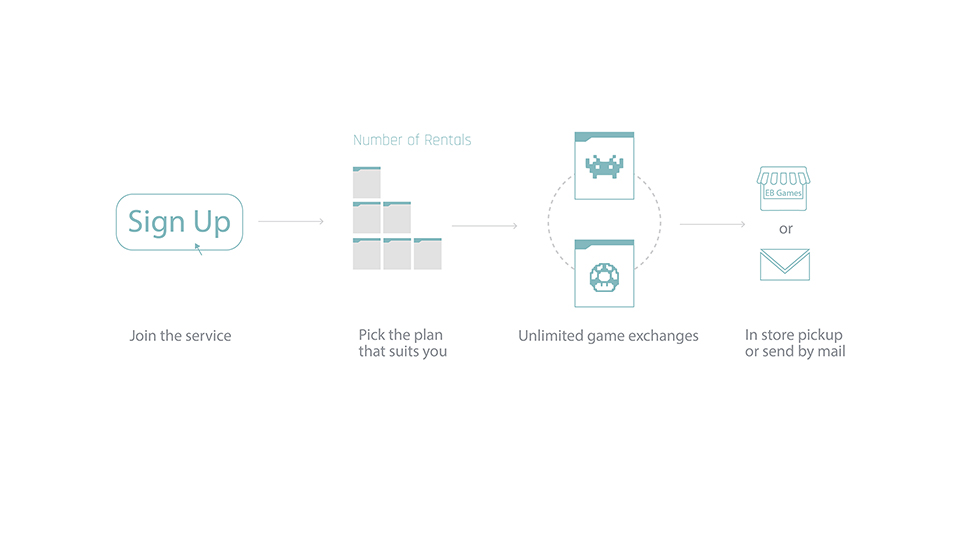 Number of Rentals
Sign Up
EB Games
or
Join the service
Pick the plan
that suits you
Unlimited game exchanges
In store pickup
or send by mail